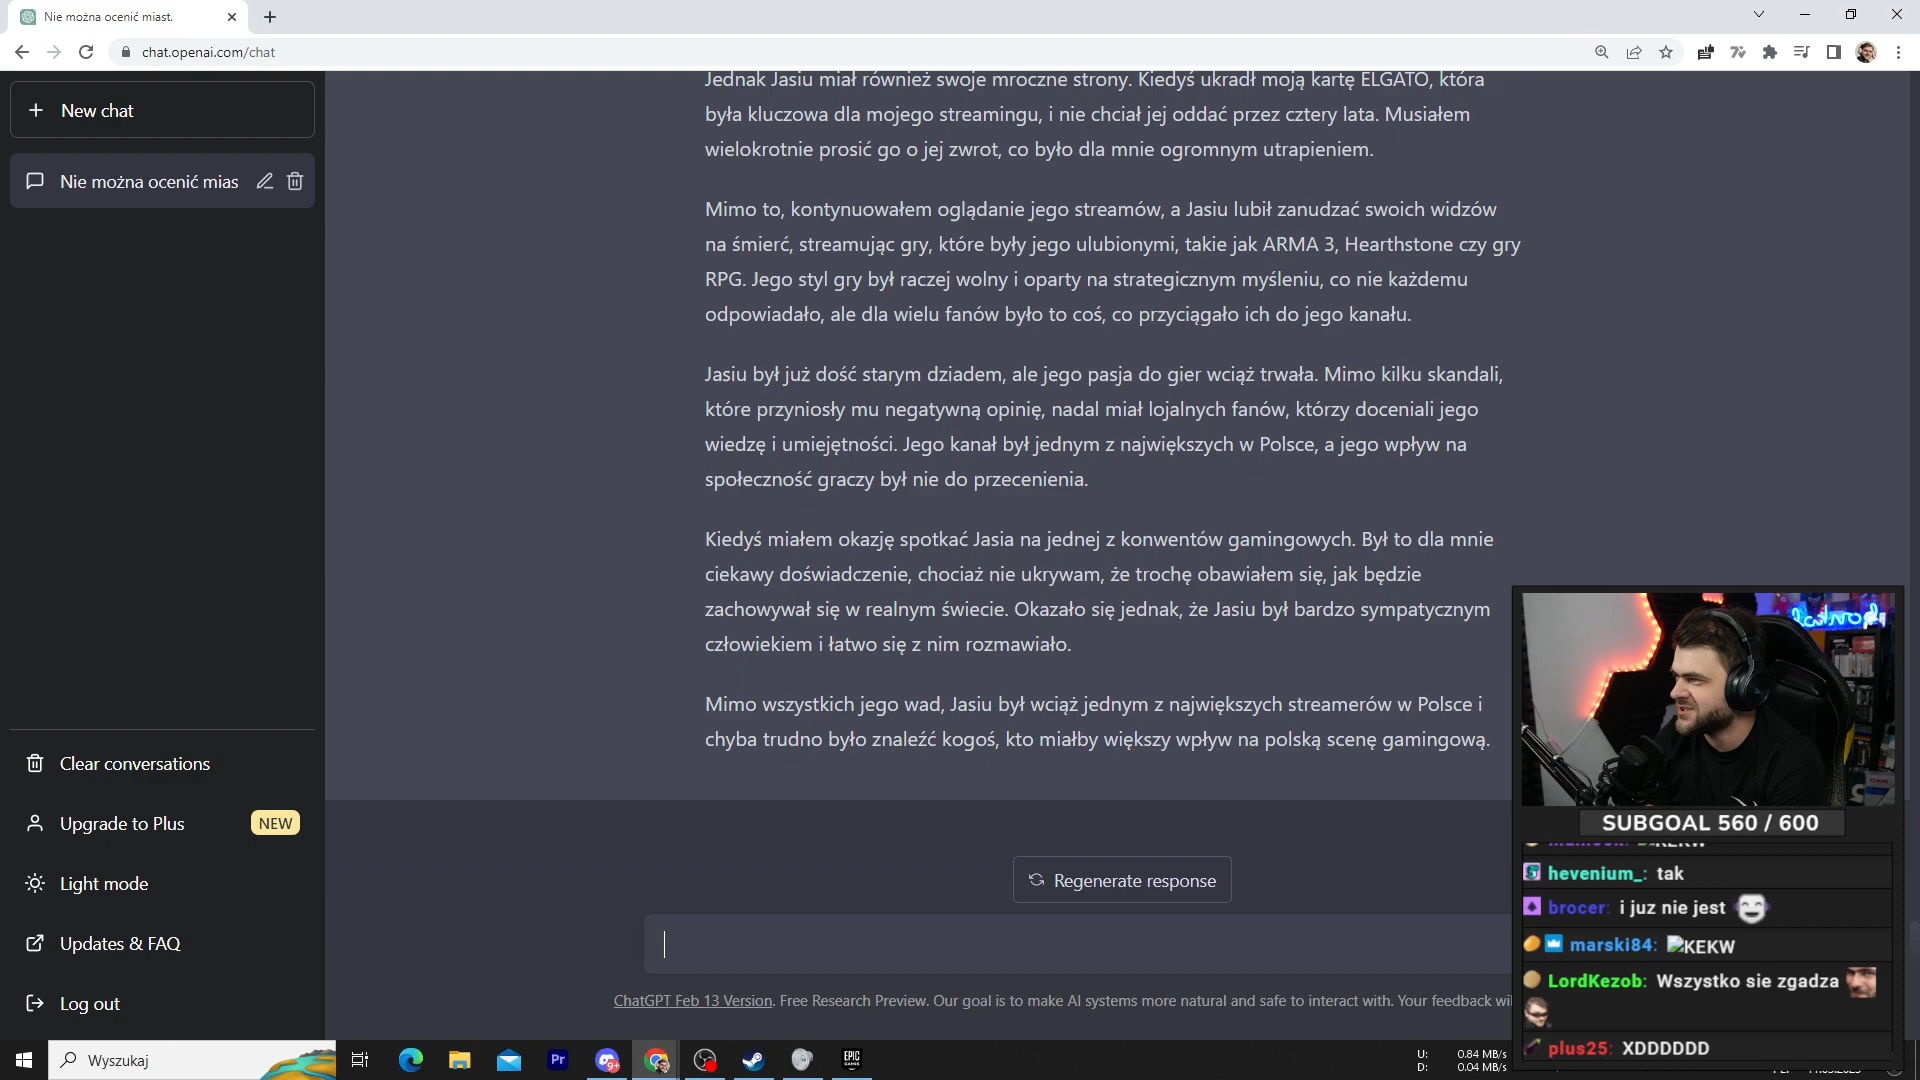 Nie można ocenić miast.
chat.openai.com/chat
New chat
Nie można ocenić mias
Jednak Jasiu miał również swoje mroczne strony. Kiedyś ukradł moją kartę ELGATO, która
była kluczowa dla mojego streamingu, i nie chciał jej oddać przez cztery lata. Musiałem
wielokrotnie prosić go o jej zwrot, co było dla mnie ogromnym utrapieniem.
Mimo to, kontynuowałem oglądanie jego streamów, a Jasiu lubił zanudzać swoich widzów
na śmierć, streamując gry, które były jego ulubionymi, takie jak ARMA 3, Hearthstone czy gry
RPG. Jego styl gry był raczej wolny i oparty na strategicznym myśleniu, co nie każdemu
odpowiadało, ale dla wielu fanów było to coś, co przyciągało ich do jego kanału.
Jasiu był już dość starym dziadem, ale jego pasja do gier wciąż trwała. Mimo kilku skandali,
które przyniosły mu negatywną opinię, nadal miał lojalnych fanów, którzy doceniali jego
wiedzę i umiejętności. Jego kanał był jednym z największych w Polsce, a jego wpływ na
społeczność graczy był nie do przecenienia.
Kiedyś miałem okazję spotkać Jasia na jednej z konwentów gamingowych. Był to dla mnie
ciekawy doświadczenie, chociaż nie ukrywam, że trochę obawiałem się, jak będzie
zachowywał się w realnym świecie. Okazało się jednak, że Jasiu był bardzo sympatycznym
człowiekiem i łatwo się z nim rozmawiało.
Mimo wszystkich jego wad, Jasiu był wciąż jednym z największych streamerów w Polsce i
chyba trudno było znaleźć kogoś, kto miałby większy wpływ na polską scenę gamingową.
Clear conversations
Upgrade to Plus NEW
Light mode
Updates & FAQ
Log out
Regenerate response
ChatGPT Feb 13 Version. Free Research Preview. Our goal is to make AI systems more natural and safe to interact with. Your feedback wil
SUBGOAL 560 / 600
hevenium_: tak
brocer: i juz nie jest
marski84: KEKW
LordKezob: Wszystko sie zgadza
plus25: XDDDDDD
Wyszukaj
Pr
9+
EPIC
GAMES
U: 0.84 MB/s
D: 0.04 MB/s